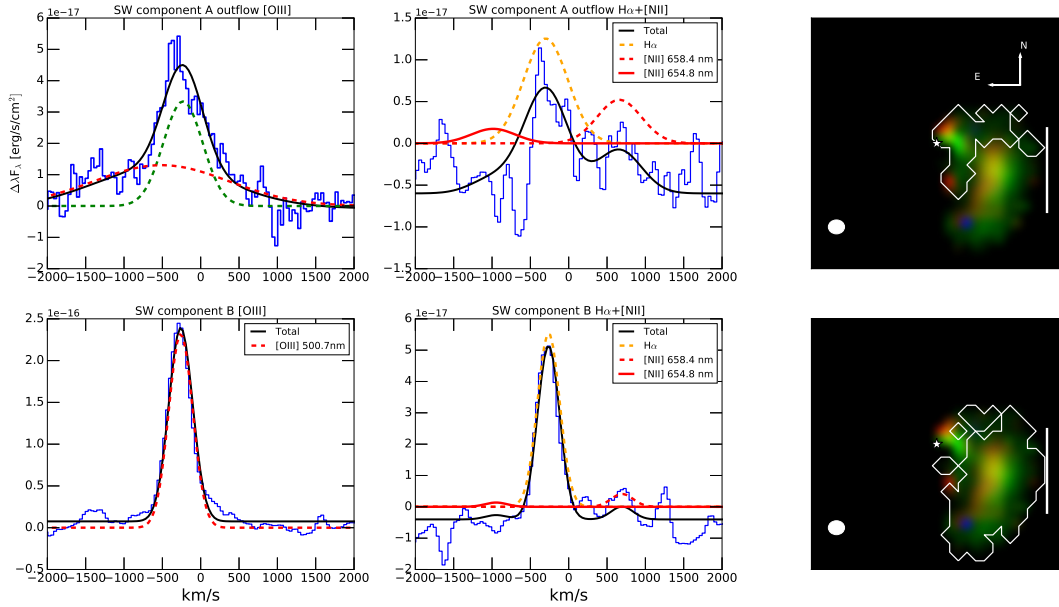 SW component A outflow [OIII]
1e−17
6
5
4
3
2
1
0
−1
−2
ΔλFλ [erg/s/cm²]
−2000 −1500 −1000 −500 0 500 1000 1500 2000
SW component A outflow Hα+[NII]
1e−17
1.5
1.0
0.5
0.0
−0.5
−1.0
−1.5
Total
Hα
[NII] 658.4 nm
[NII] 654.8 nm
−2000 −1500 −1000 −500 0 500 1000 1500 2000
N
E
SW component B [OIII]
1e−16
2.5
2.0
1.5
1.0
0.5
0.0
−0.5
Total
[OIII] 500.7nm
−2000 −1500 −1000 −500 0 500 1000 1500 2000
km/s
SW component B Hα+[NII]
1e−17
6
5
4
3
2
1
0
−1
−2
Total
Hα
[NII] 658.4 nm
[NII] 654.8 nm
−2000 −1500 −1000 −500 0 500 1000 1500 2000
km/s